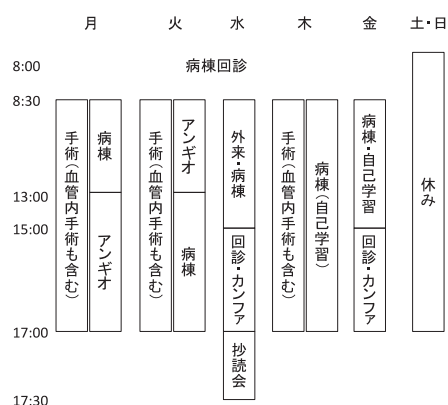 月 火 水 木 金 土・日
8:00 病棟回診
8:30
13:00
15:00
17:00
17:30
手術(血管内手術も含む)
病棟
アンギオ
手術(血管内手術も含む)
アンギオ
病棟
外来・病棟
回診・カンファ
抄読会
手術(血管内手術も含む)
病棟(自己学習)
病棟・自己学習
回診・カンファ
休み